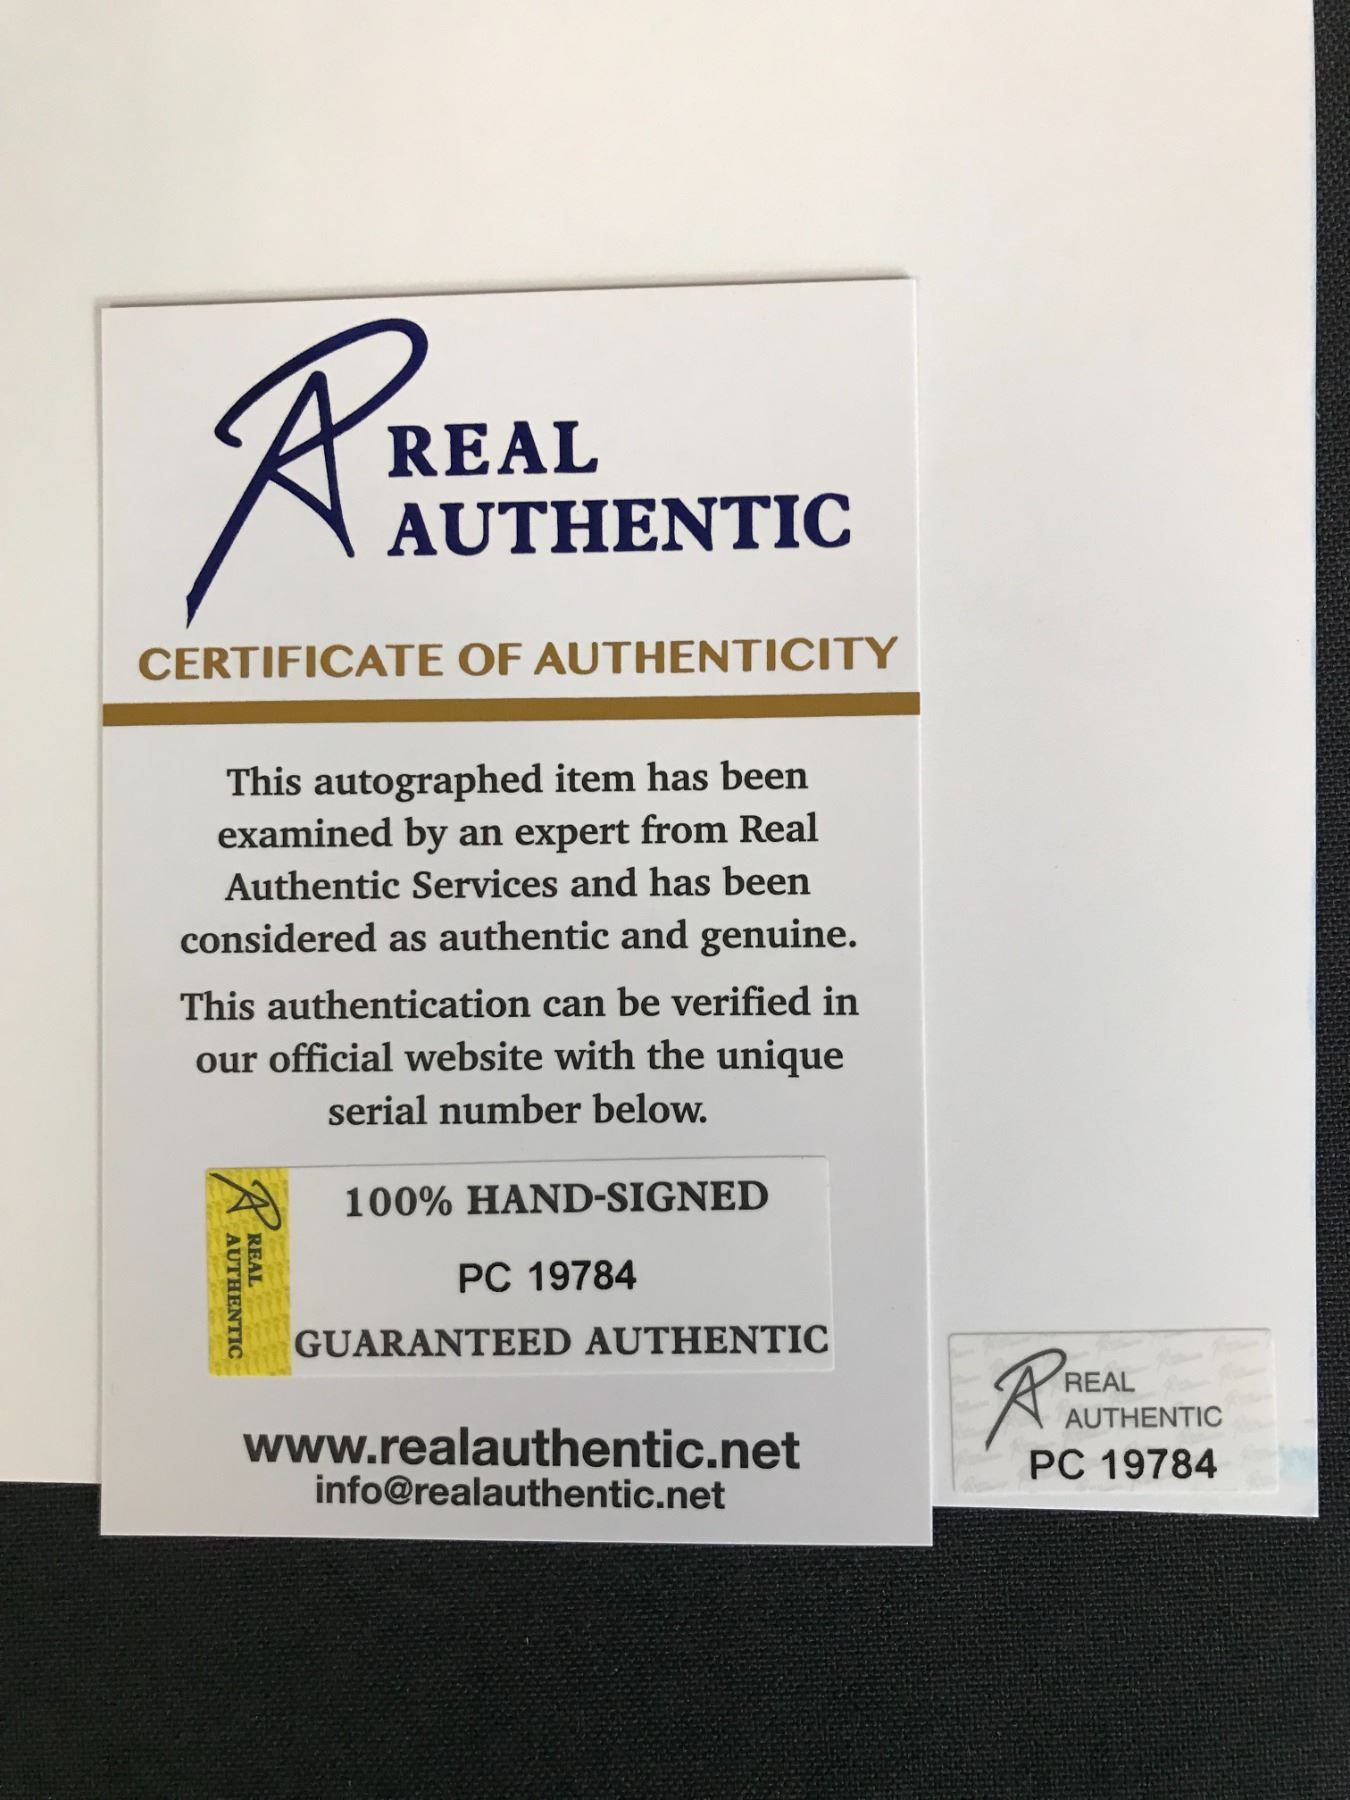 REAL
AUTHENTIC
CERTIFICATE OF AUTHENTICITY
This autographed item has been
examined by an expert from Real
Authentic Services and has been
considered as authentic and genuine.
This authentication can be verified in
our official website with the unique
serial number below.
REAL
AUTHENTIC
100% HAND-SIGNED
PC 19784
GUARANTEED AUTHENTIC
www.realauthentic.net
info@realauthentic.net
REAL
AUTHENTIC
PC 19784